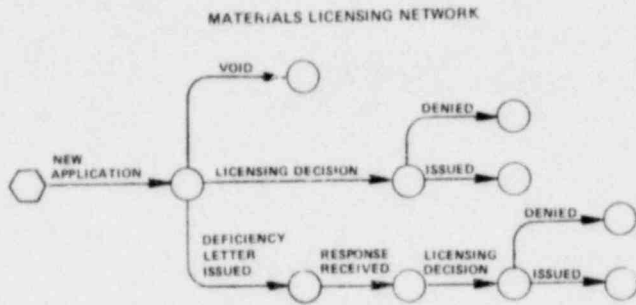 MATERIALS LICENSING NETWORK
VOID
DENIED
NEW
APPLICATION
LICENSING DECISION
ISSUED
DEFICIENCY
LETTER
ISSUED
RESPONSE
RECEIVED
LICENSING
DECISION
DENIED
ISSUED